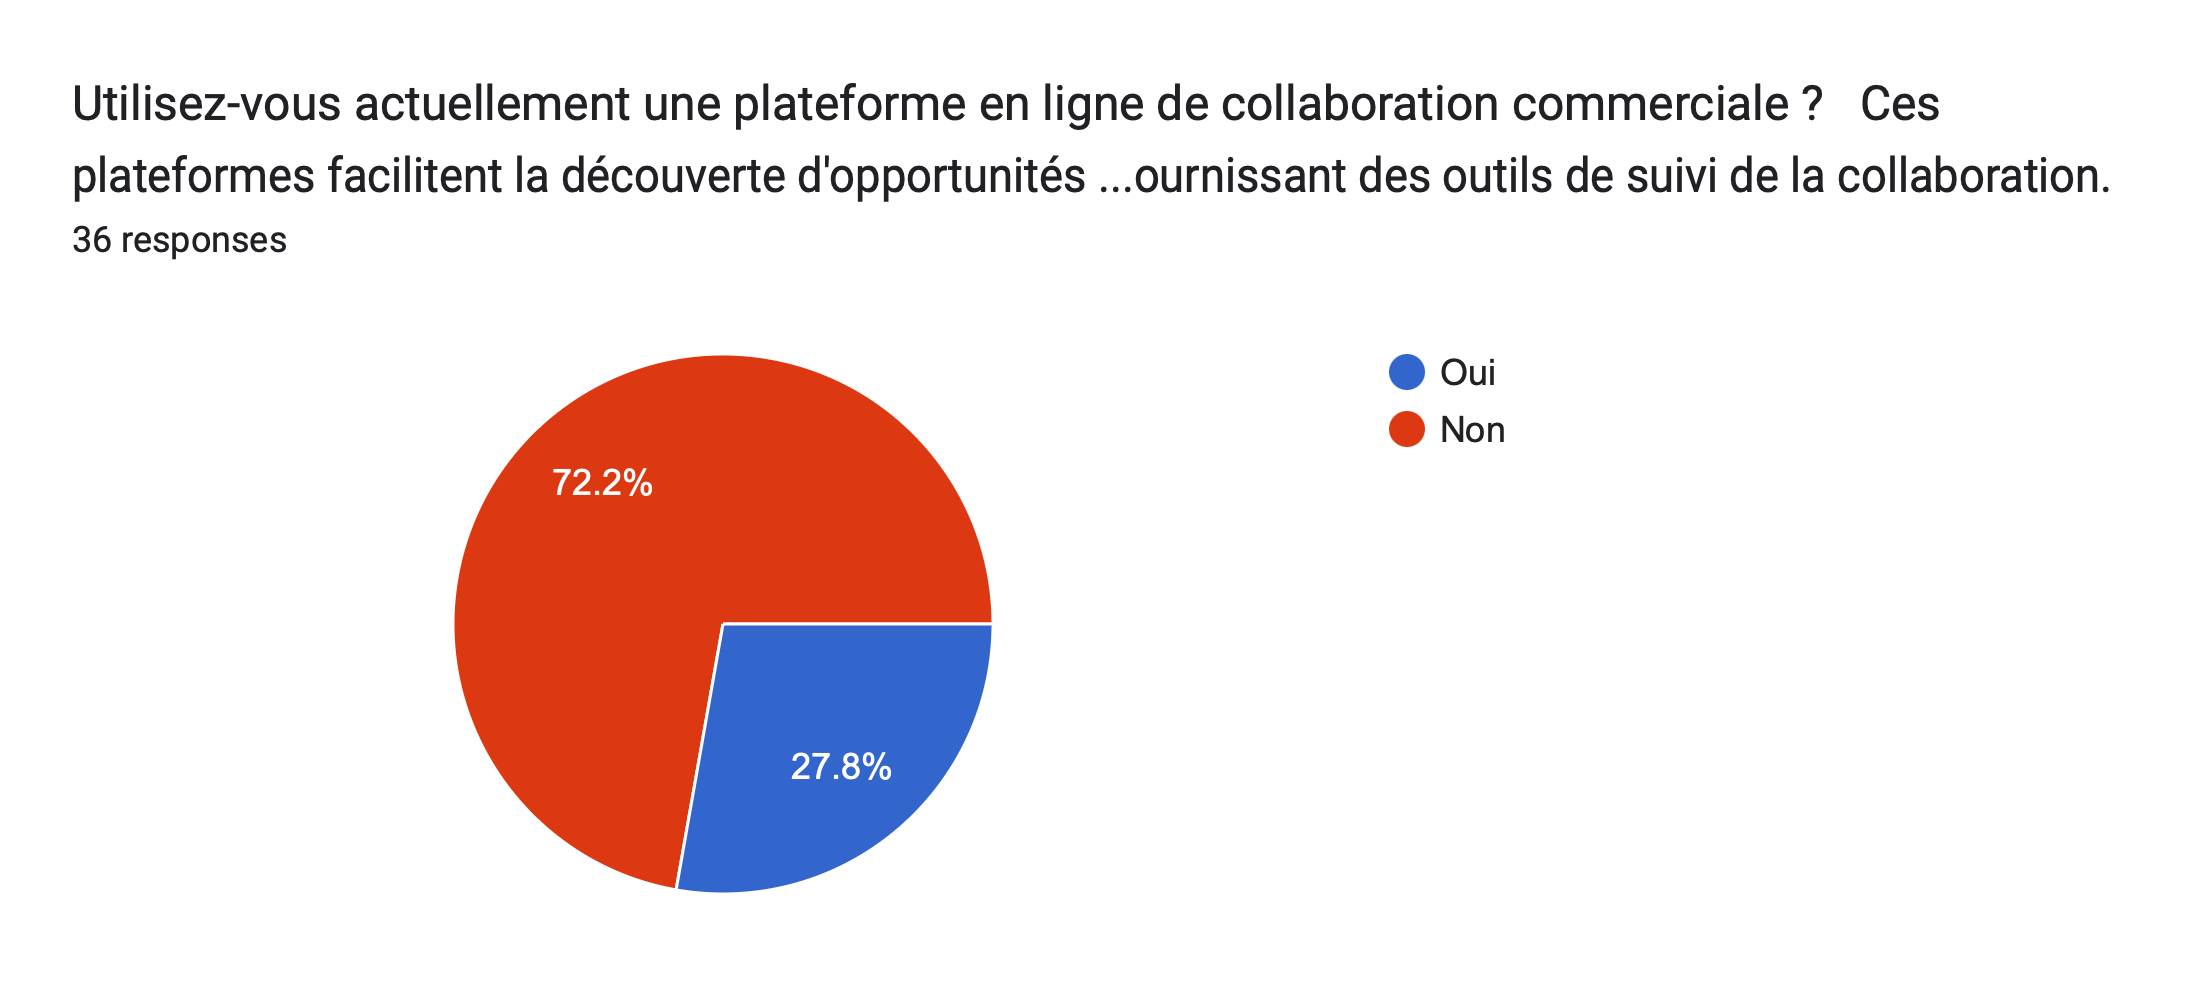 Utilisez-vous actuellement une plateforme en ligne de collaboration commerciale ?   Ces
plateformes facilitent la découverte d'opportunités ...ournissant des outils de suivi de la collaboration.
36 responses
Oui
Non
72.2%
27.8%